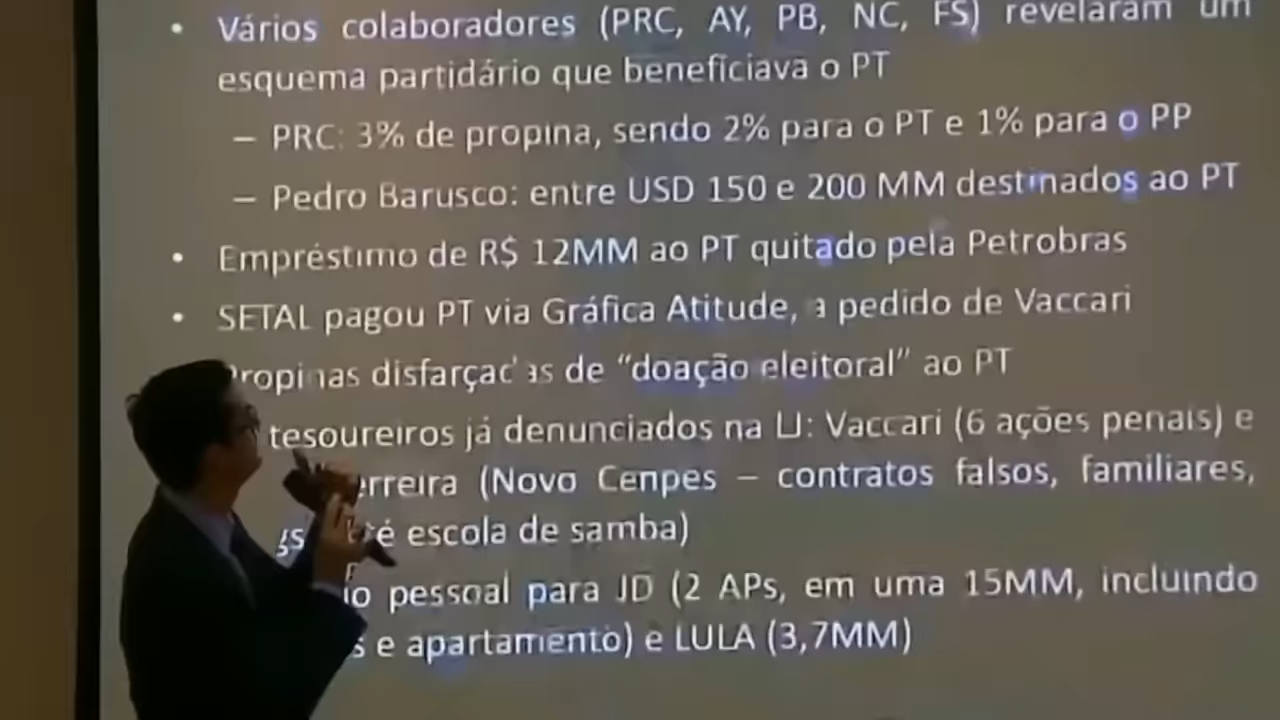 • Vários colaboradores (PRC, AY, PB, NC, FS) revelaram um
esquema partidário que beneficiava o PT
– PRC: 3% de propina, sendo 2% para o PT e 1% para o PP
– Pedro Barusco: entre USD 150 e 200 MM destinados ao PT
• Empréstimo de R$ 12MM ao PT quitado pela Petrobras
• SETAL pagou PT via Gráfica Atitude, a pedido de Vaccari
Propinas disfarçadas de “doação eleitoral” ao PT
tesoureiros já denunciados na LJ: Vaccari (6 ações penais) e
erreira (Novo Cenpes – contratos falsos, familiares,
escola de samba)
pessoal para JD (2 APs, em uma 15MM, incluindo
e apartamento) e LULA (3,7MM)